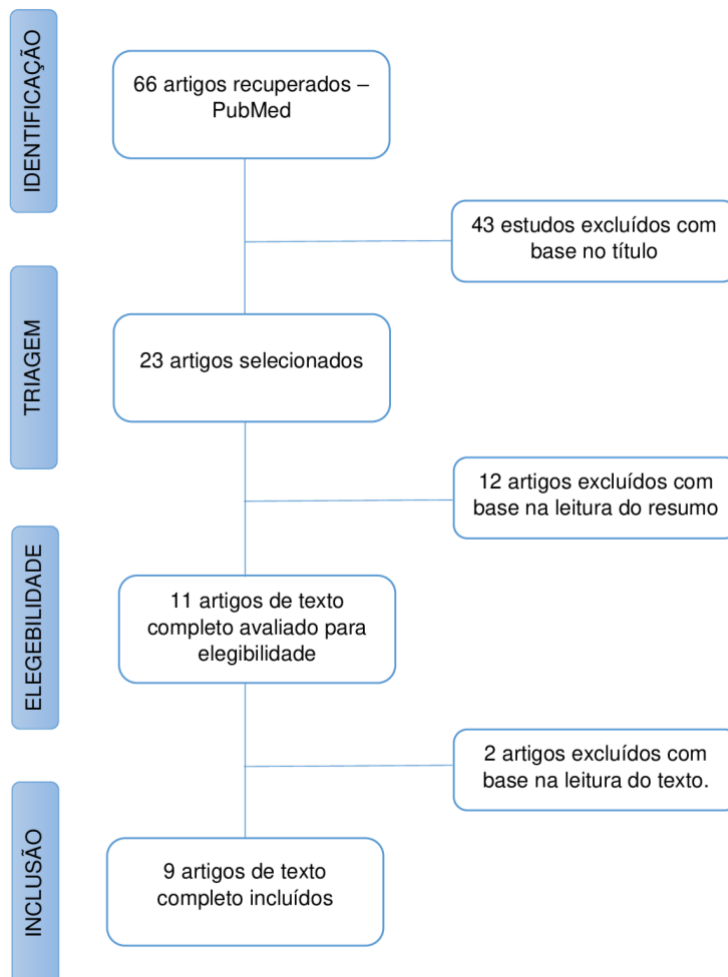 IDENTIFICAÇÃO
66 artigos recuperados –
PubMed
43 estudos excluídos com
base no título
TRIAGEM
23 artigos selecionados
12 artigos excluídos com
base na leitura do resumo
ELEGEBILIDADE
11 artigos de texto
completo avaliado para
elegibilidade
2 artigos excluídos com
base na leitura do texto.
INCLUSÃO
9 artigos de texto
completo incluídos